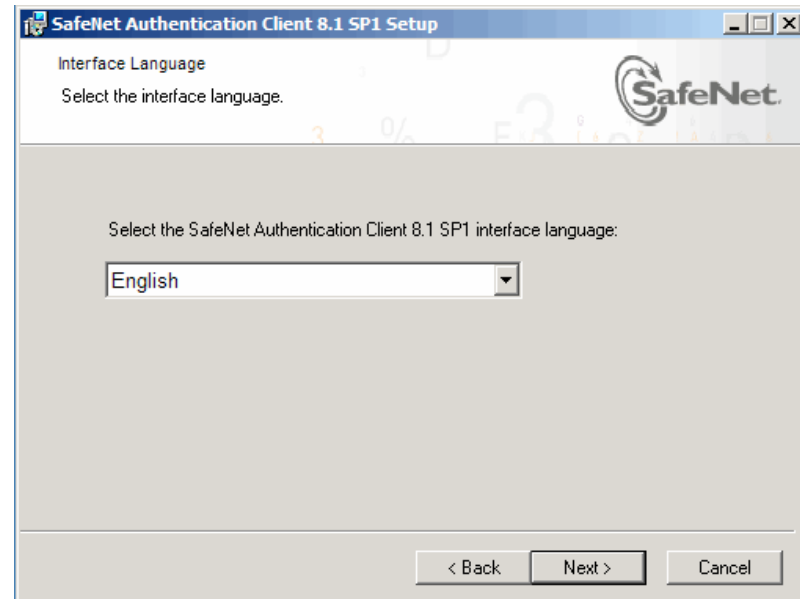 SafeNet Authentication Client 8.1 SP1 Setup
Interface Language
Select the interface language.
SafeNet.
Select the SafeNet Authentication Client 8.1 SP1 interface language:
English
< Back
Next >
Cancel